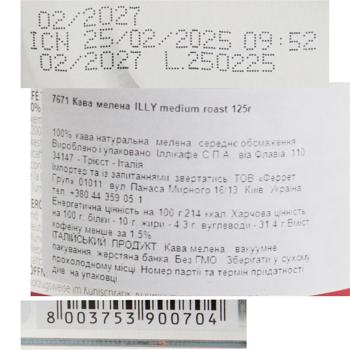 02/2027
ICN 25/02/2025 09:52
02/2027 L.250225
7671 Кава мелена ILLY medium roast 125г
100% кава натуральна мелена середнє обсмаження
Вироблено і упаковано Іллікафе С.П.А. віа Флавіа, 110
34147 - Трієст - Італія
Імпортер та із запитаннями звертатись ТОВ «Феррет
Груп» 01011 вул Панаса Мирного 16/13 Київ Україна
тел +380 44 359 05 1
Енергетична цінність на 100 г 214 ккал. Харчова цінність
на 100 г. білки - 10 г. жири - 4.3 г. вуглеводи - 31.4 г Вміст
кофеїну менше за 1.5%
ІТАЛІЙСЬКИЙ ПРОДУКТ Кава мелена вакуумне
пакування, жерстяна банка. Без ГМО Зберігати у сухому
прохолодному місці. Номер партії та термін придатності
див на упаковці
8 003753 900704